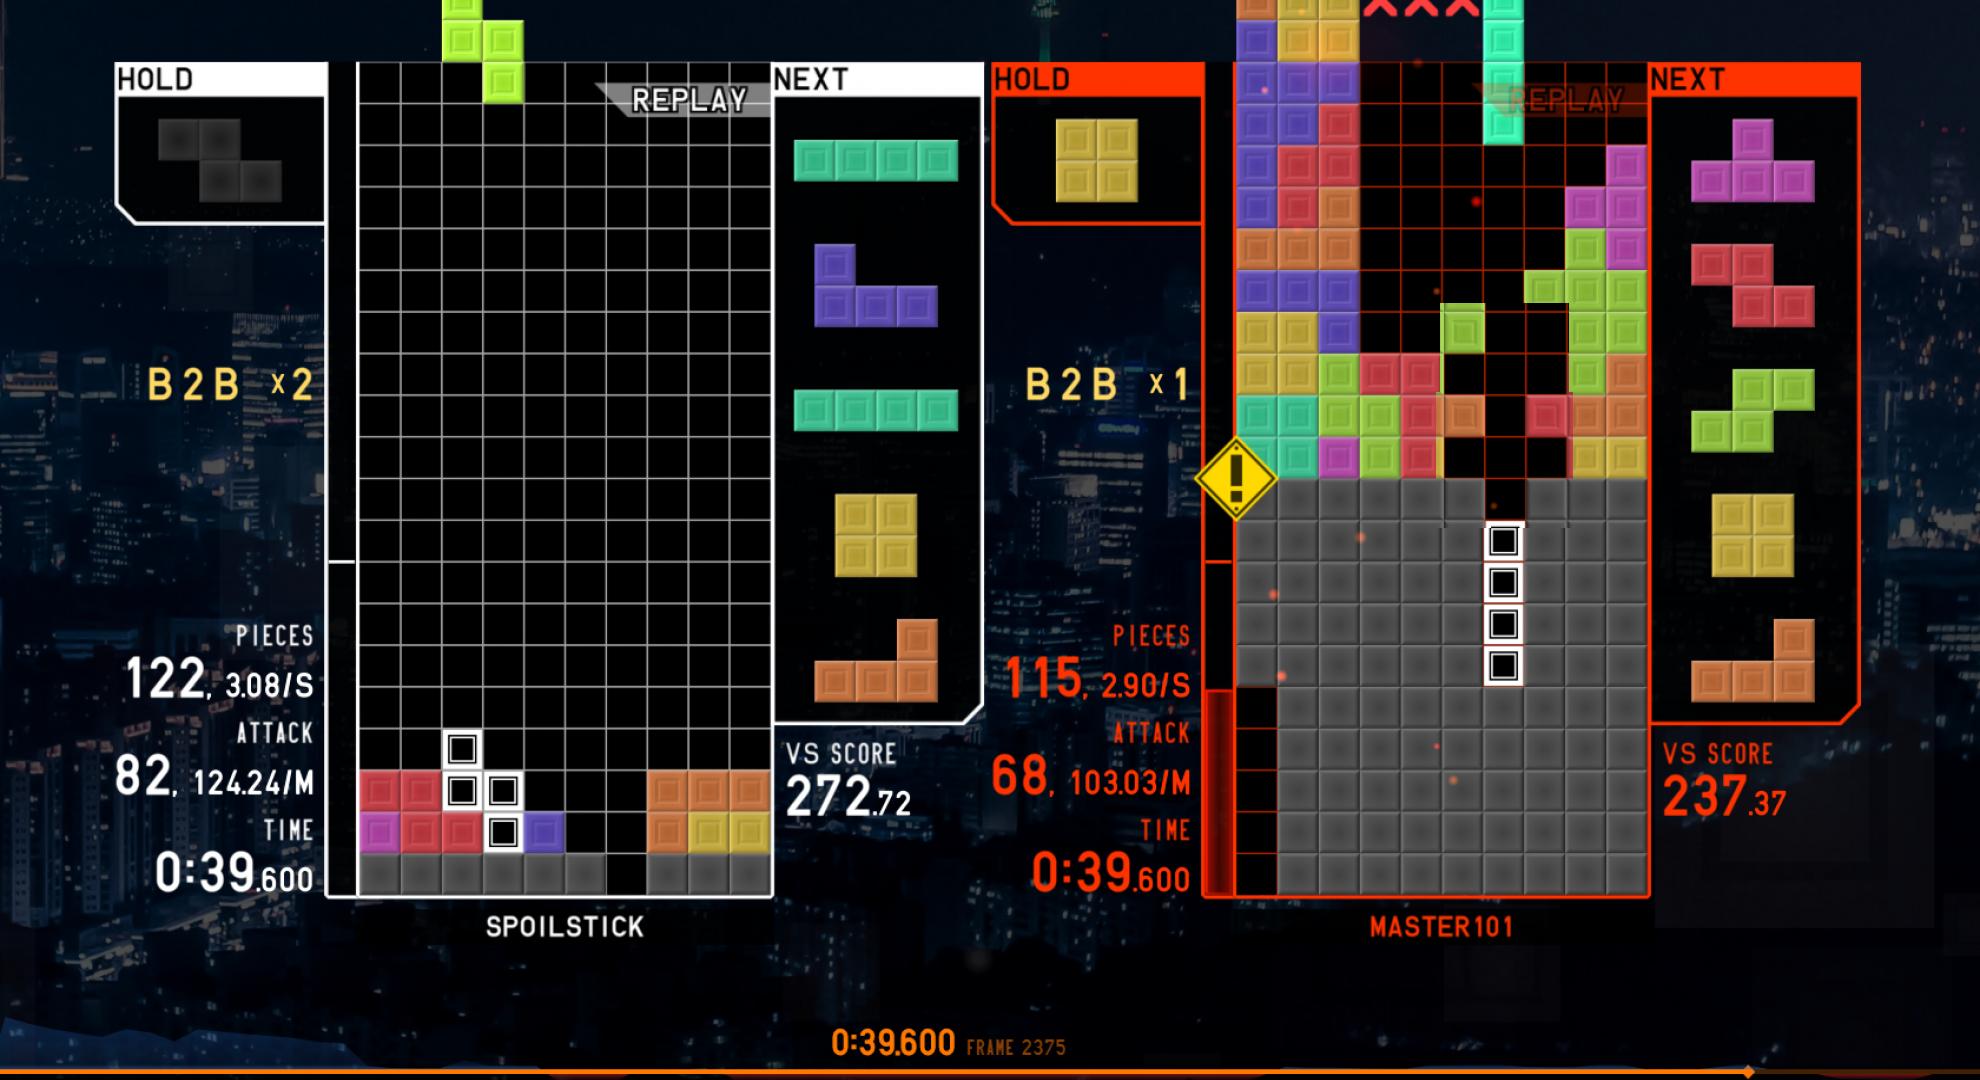 HOLD
REPLAY
NEXT
B2B x2
PIECES
122, 3.08/S
ATTACK
82, 124.24/M
TIME
0:39.600
VS SCORE
272.72
SPOILSTICK
HOLD
REPLAY
NEXT
B2B x1
!
PIECES
115, 2.90/S
ATTACK
68, 103.03/M
TIME
0:39.600
VS SCORE
237.37
MASTER101
0:39.600 FRAME 2375